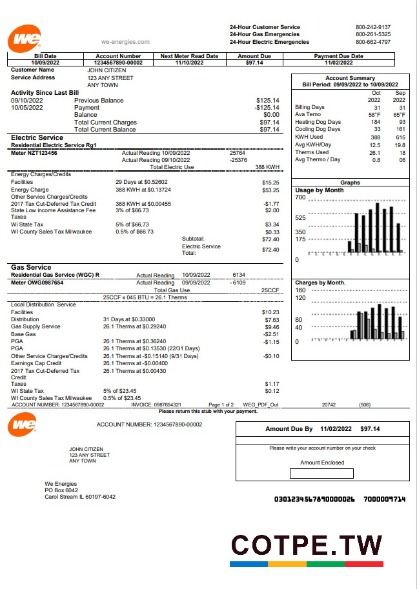 we
we-energies.com
24-Hour Customer Service 800-242-9137
24-Hour Gas Emergencies 800-261-5325
24-Hour Electric Emergencies 800-662-4797
Bill Date Account Number Next Meter Read Date Amount Due Payment Due Date
10/09/2022 1234567890-00002 11/10/2022 $97.14 11/02/2022
Customer Name JOHN CITIZEN
Service Address 123 ANY STREET
ANY TOWN
Activity Since Last Bill
09/10/2022 Previous Balance $125.14
10/05/2022 Payment -$125.14
Balance $0.00
Total Current Charges $97.14
Total Current Balance $97.14
Account Summary
Bill Period: 09/09/2022 to 10/09/2022
Oct Sep
2022 2022
Billing Days 31 31
Ave Temo 58°F 68°F
Heating Dog Days 184 93
Cooling Dog Days 33 161
KWH Used 388 615
Avg KWH/Day 12.5 19.8
Therms Used 26.1 18
Avg Thermo / Day 0.8 06
Electric Service
Residential Electric Service Rg1
Meter NZT123456 Actual Reading 10/09/2022 25764
Actual Reading 09/10/2022 -25376
Total Electric Use 388 KWH
Energy Charges/Credits
Facilities 29 Days at $0.52602 $15.25
Energy Charge 388 KWH at $0.13724 $53.25
Other Service Charges/Credits
2017 Tax Cut-Deferred Tax Credit 388 KWH at $0.00455 -$1.77
State Low Income Assistance Fee 3% of $66.73 $2.00
Taxes
WI State Tax 5% of $66.73 $3.34
WI County Sales Tax Milwaukee 0.5% of $66.73 $0.33
Subtotal: $72.40
Electric Service Total: $72.40
Graphs
Usage by Month
700
525
350
175
0
Gas Service
Residential Gas Service (WGC) R Actual Reading 10/09/2022 6134
Meter OWG0987654 Actual Reading 09/09/2022 -6109
Total Gas Use 25CCF
25CCF x 045 BTU = 26.1 Therms
Local Distribution Service
Facilities $10.23
Distribution 31 Days at $0.33000 $7.63
Gas Supply Service 26.1 Therms at $0.29240 $9.46
Base Gas -$2.51
PGA 26.1 Therms at $0.36240 -$1.15
PGA 26.1 Therms at $0.13530 (22/31 Days)
Other Service Charges/Credits 26.1 Therms at -$0.15140 (9/31 Days) -$0.10
Earnings Cap Credit 26.1 Therms at -$0.00400
2017 Tax Cut-Deferred Tax 26.1 Therms at $0.00430
Credit
Taxes $1.17
WI State Tax 5% of $23.45 $0.12
WI County Sales Tax Milwaukee 0.5% of $23.45
Charges by Month.
160
120
80
40
0
ACCOUNT NUMBER: 1234567890-00002 INVOICE: 0987654321 Page 1 of 2 WEG_PDF_Out 20742 (506)
Please return this stub with your payment.
we
ACCOUNT NUMBER: 1234567890-00002
Amount Due By 11/02/2022 $97.14
JOHN CITIZEN
123 ANY STREET
ANY TOWN
Please write your account number on your check
Amount Enclosed
We Energies
PO Box 6042
Carol Stream IL 60197-6042
0301234567890000026 7000009714
COTPE.TW